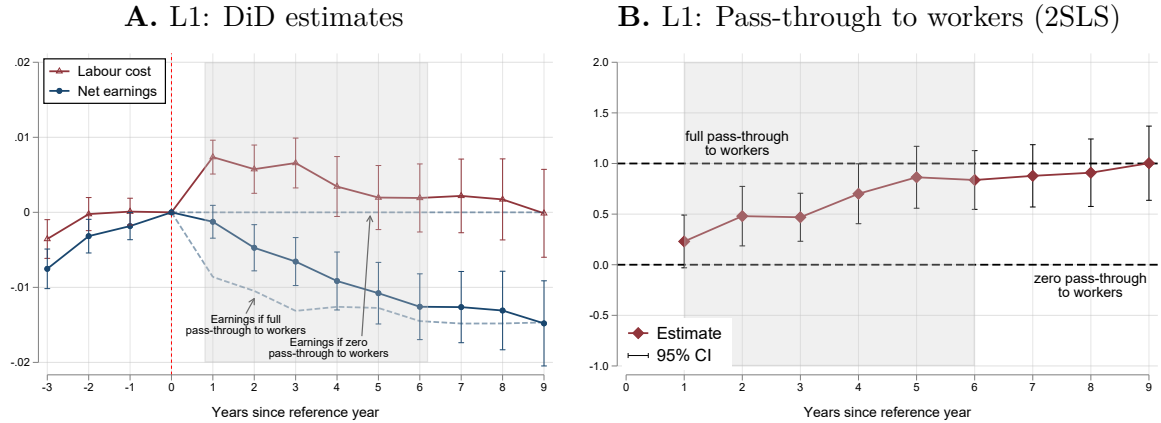 A. L1: DiD estimates
Labour cost
Net earnings
.02
.01
0
-.01
-.02
Earnings if full
pass-through to workers
Earnings if zero
pass-through to workers
-3 -2 -1 0 1 2 3 4 5 6 7 8 9
Years since reference year
B. L1: Pass-through to workers (2SLS)
2.0
1.5
1.0
0.5
0.0
-0.5
-1.0
full pass-through
to workers
zero pass-through
to workers
Estimate
95% CI
0 1 2 3 4 5 6 7 8 9
Years since reference year